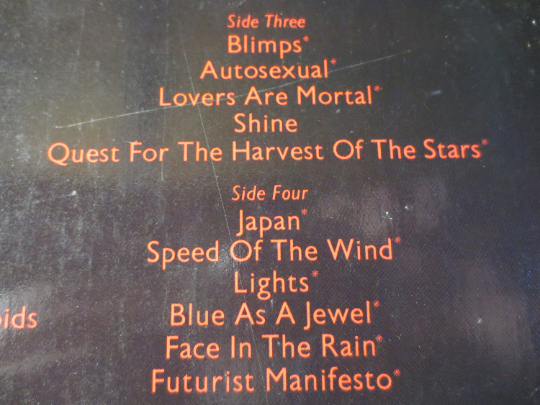 Side Three
Blimps*
Autosexual*
Lovers Are Mortal*
Shine
Quest For The Harvest Of The Stars*
Side Four
Japan*
Speed Of The Wind*
Lights*
oids
Blue As A Jewel*
Face In The Rain*
Futurist Manifesto*